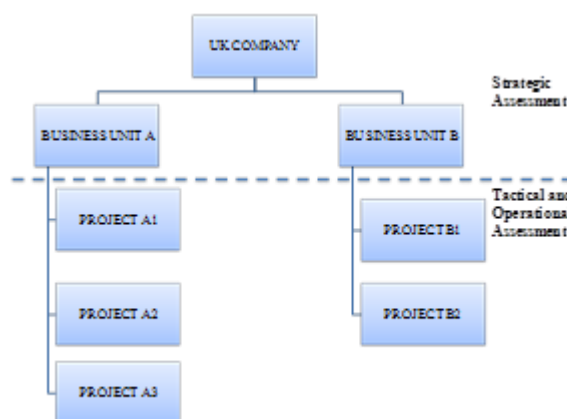 UK COMPANY
Strategic
Assessment
BUSINESS UNIT A
BUSINESS UNIT B
Tactical and
Operationa
Assessment
PROJECT A1
PROJECT B1
PROJECT A2
PROJECT B2
PROJECT A3